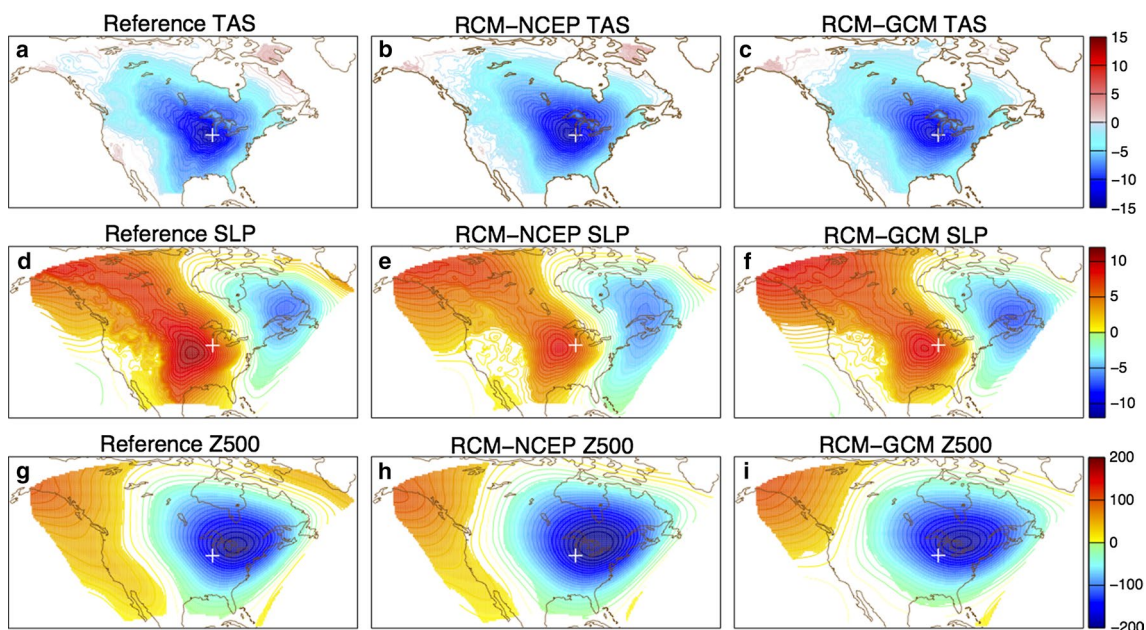 Reference TAS RCM–NCEP TAS RCM–GCM TAS
a b c
15
10
5
0
−5
−10
−15
Reference SLP RCM–NCEP SLP RCM–GCM SLP
d e f
10
5
0
−5
−10
Reference Z500 RCM–NCEP Z500 RCM–GCM Z500
g h i
200
100
0
−100
−200